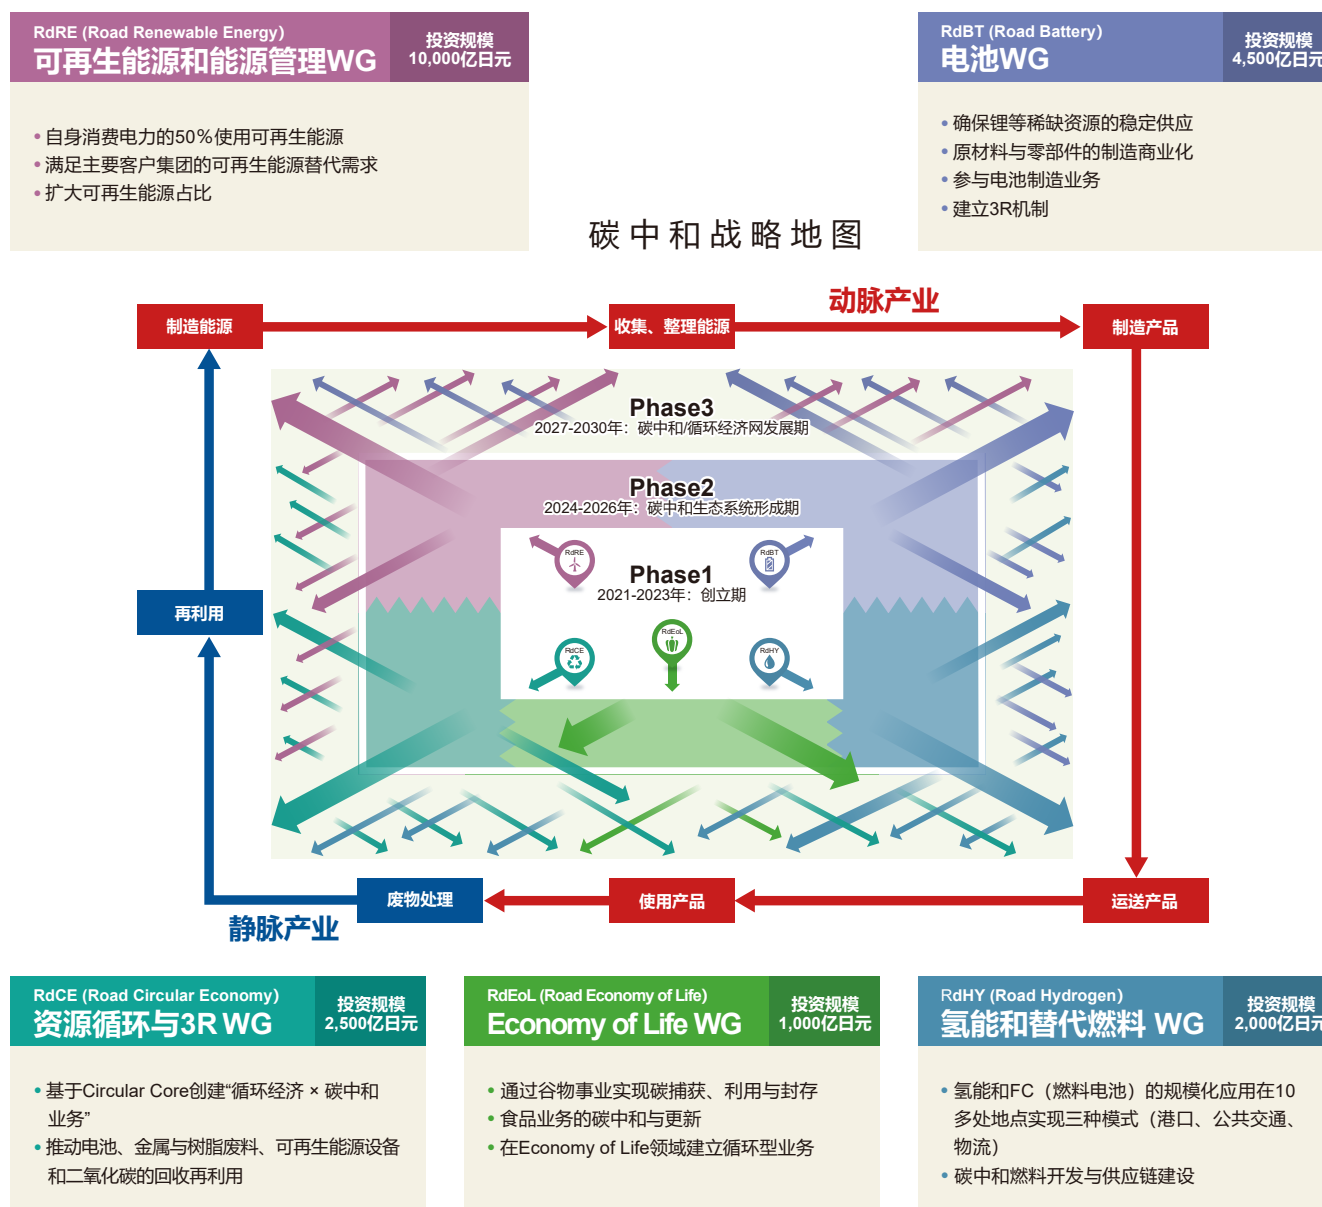 RdRE (Road Renewable Energy)
可再生能源和能源管理WG
投资规模
10,000亿日元
• 自身消费电力的50%使用可再生能源
• 满足主要客户集团的可再生能源替代需求
• 扩大可再生能源占比
RdBT (Road Battery)
电池WG
投资规模
4,500亿日元
• 确保锂等稀缺资源的稳定供应
• 原材料与零部件的制造商业化
• 参与电池制造业务
• 建立3R机制
碳中和战略地图
动脉产业
制造能源
收集、整理能源
制造产品
Phase3
2027-2030年：碳中和/循环经济网发展期
Phase2
2024-2026年：碳中和生态系统形成期
RdRE
RdBT
Phase1
2021-2023年：创立期
再利用
RdEoL
RdCE
RdHY
废物处理
使用产品
运送产品
静脉产业
RdCE (Road Circular Economy)
资源循环与3R WG
投资规模
2,500亿日元
• 基于Circular Core创建“循环经济 × 碳中和
业务”
• 推动电池、金属与树脂废料、可再生能源设备
和二氧化碳的回收再利用
RdEoL (Road Economy of Life)
Economy of Life WG
投资规模
1,000亿日元
• 通过谷物事业实现碳捕获、利用与封存
• 食品业务的碳中和与更新
• 在Economy of Life领域建立循环型业务
RdHY (Road Hydrogen)
氢能和替代燃料 WG
投资规模
2,000亿日元
• 氢能和FC（燃料电池）的规模化应用在10
多处地点实现三种模式（港口、公共交通、
物流）
• 碳中和燃料开发与供应链建设